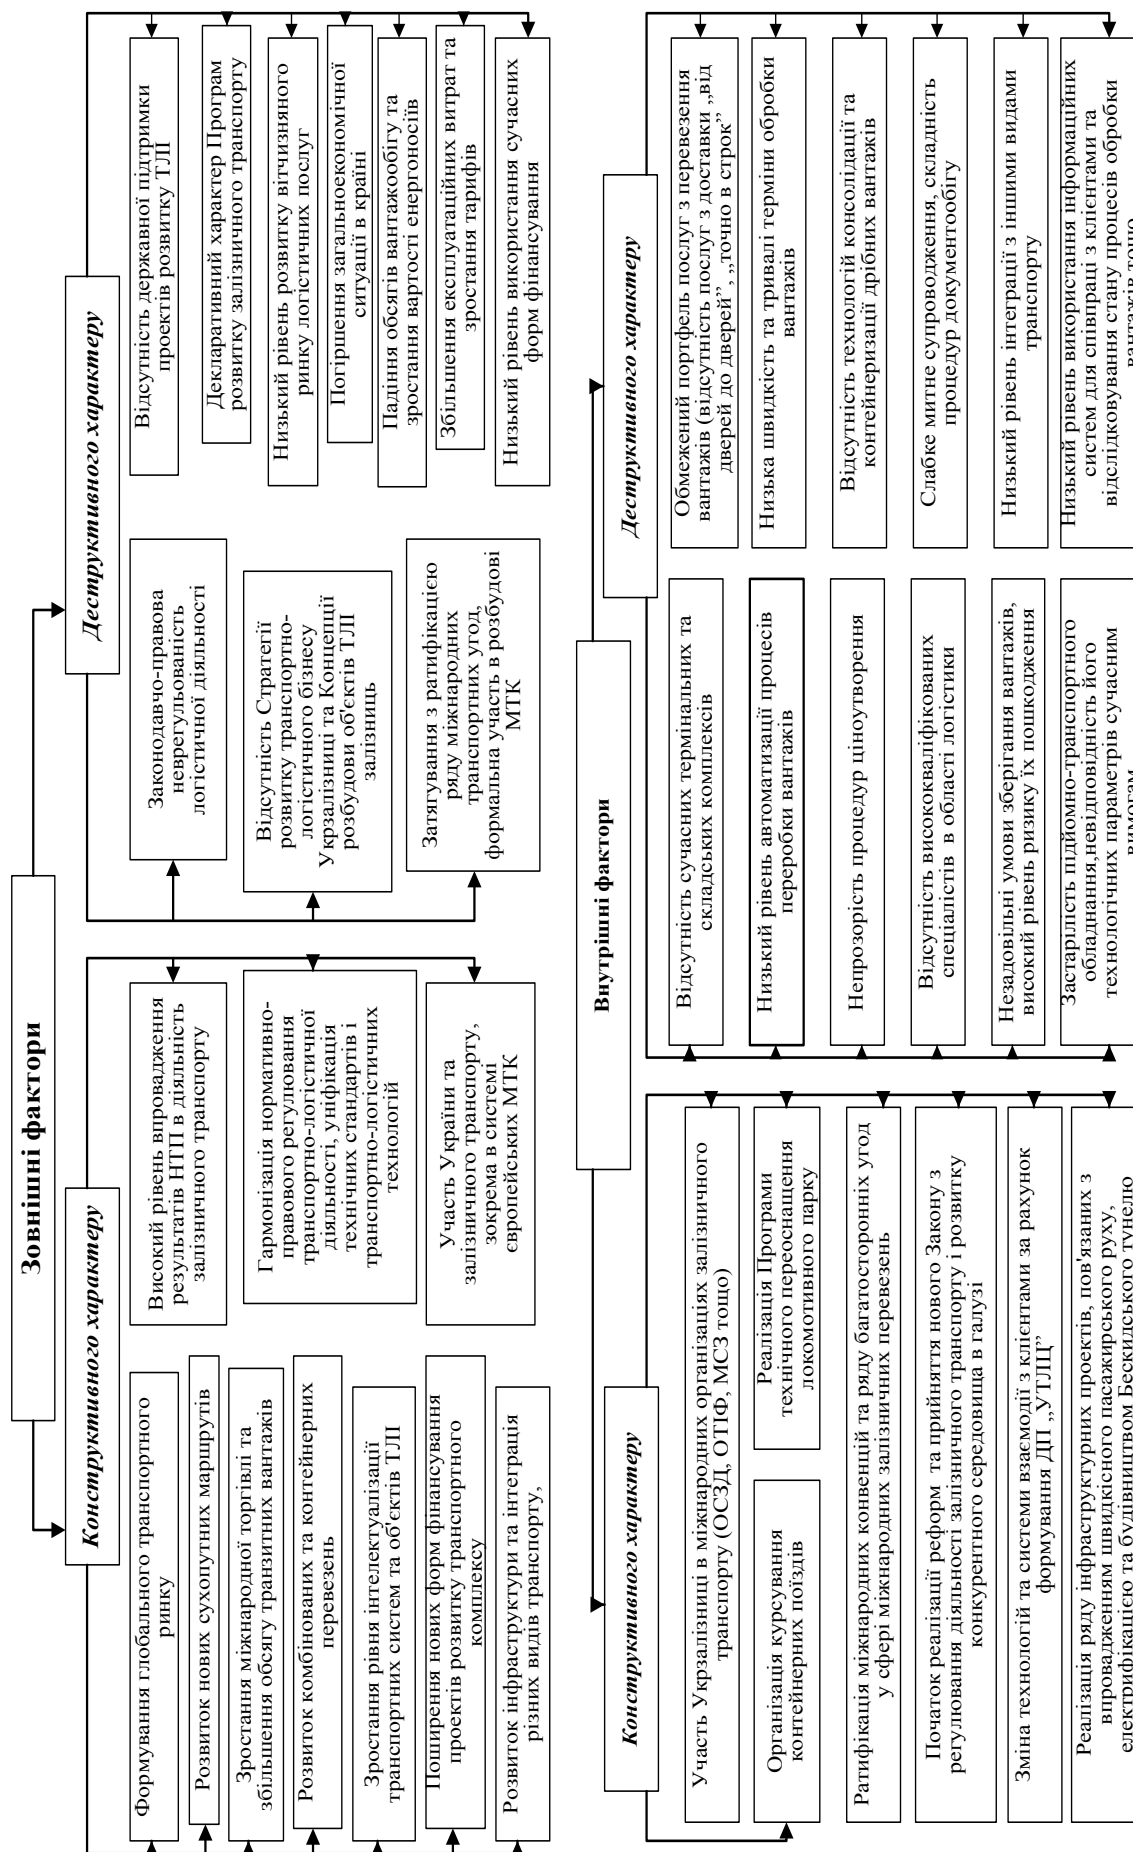 Зовнішні фактори
Конструктивного характеру
Формування глобального транспортного
ринку
Розвиток нових сухопутних маршрутів
Зростання міжнародної торгівлі та
збільшення обсягу транзитних вантажів
Розвиток комбінованих та контейнерних
перевезень
Зростання рівня інтелектуалізації
транспортних систем та об'єктів ТЛІ
Поширення нових форм фінансування
проектів розвитку транспортного
комплексу
Розвиток інфраструктури та інтеграція
різних видів транспорту,
Високий рівень впровадження
результатів НТП в діяльність
залізничного транспорту
Гармонізація нормативно-
правового регулювання
транспортно-логістичної
діяльності, уніфікація
технічних стандартів і
транспортно-логістичних
технологій
Участь України та
залізничного транспорту,
зокрема в системі
європейських МТК
Деструктивного характеру
Законодавчо-правова
неврегульованість
логістичної діяльності
Відсутність Стратегії
розвитку транспортно-
логістичного бізнесу
Укрзалізниці та Концепції
розбудови об'єктів ТЛІ
залізниць
Затягування з ратифікацією
ряду міжнародних
транспортних угод,
формальна участь в розбудові
МТК
Відсутність державної підтримки
проектів розвитку ТЛІ
Декларативний характер Програм
розвитку залізничного транспорту
Низький рівень розвитку вітчизняного
ринку логістичних послуг
Погіршення загальноекономічної
ситуації в країні
Падіння обсягів вантажообігу та
зростання вартості енергоносіїв
Збільшення експлуатаційних витрат та
зростання тарифів
Низький рівень використання сучасних
форм фінансування
Внутрішні фактори
Конструктивного характеру
Участь Укрзалізниці в міжнародних організаціях залізничного
транспорту (ОСЗД, ОТІФ, МСЗ тощо)
Організація курсування
контейнерних поїздів
Реалізація Програми
технічного переоснащення
локомотивного парку
Ратифікація міжнародних конвенцій та ряду багатосторонніх угод
у сфері міжнародних залізничних перевезень
Початок реалізації реформ та прийняття нового Закону з
регулювання діяльності залізничного транспорту і розвитку
конкурентного середовища в галузі
Зміна технологій та системи взаємодії з клієнтами за рахунок
формування ДП „УТЛЦ”
Реалізація ряду інфраструктурних проектів, пов'язаних з
впровадженням швидкісного пасажирського руху,
електрифікацією та будівництвом Бескидського тунелю
Деструктивного характеру
Відсутність сучасних термінальних та
складських комплексів
Низький рівень автоматизації процесів
переробки вантажів
Непрозорість процедур ціноутворення
Відсутність висококваліфікованих
спеціалістів в області логістики
Незадовільні умови зберігання вантажів,
високий рівень ризику їх пошкодження
Застарілість підйомно-транспортного
обладнання,невідповідність його
технологічних параметрів сучасним
вимогам
Обмежений портфель послуг з перевезення
вантажів (відсутність послуг з доставки „від
дверей до дверей”, „точно в строк”
Низька швидкість та тривалі терміни обробки
вантажів
Відсутність технологій консолідації та
контейнеризації дрібних вантажів
Слабке митне супроводження, складність
процедур документообігу
Низький рівень інтеграції з іншими видами
транспорту
Низький рівень використання інформаційних
систем для співпраці з клієнтами та
відслідковування стану процесів обробки
вантажів тощо